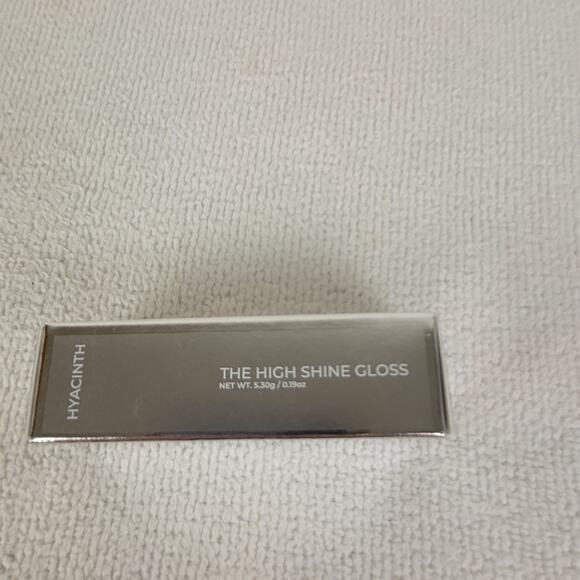 HYACINTH
THE HIGH SHINE GLOSS
NET WT. 5.30g / 0.19oz